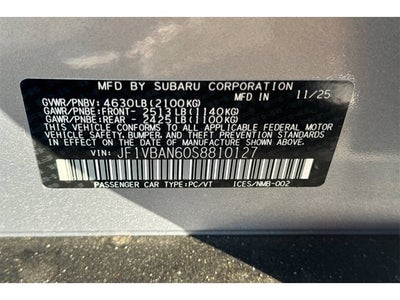 MFD BY SUBARU CORPORATION 11/25
GVWR/PNBV: 4630LB(2100KG)
GAWR/PNBE: FRONT- 2513LB(1140KG)
GAWR/PNBE: REAR - 2425LB(1100KG)
THIS VEHICLE CONFORMS TO ALL APPLICABLE FEDERAL MOTOR
VEHICLE SAFETY, BUMPER, AND THEFT PREVENTION STANDARDS
IN EFFECT ON THE DATE OF MANUFACTURE SHOWN ABOVE.
VIN: JF1VBAN60S8810127
PASSENGER CAR TYPE:PC/VT ICES/NMB-002